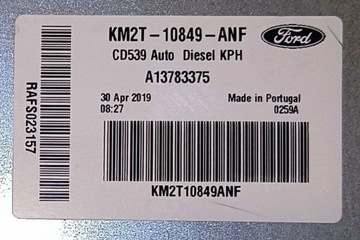 KM2T-10849-ANF
Ford
CD539 Auto Diesel KPH
A13783375
30 Apr 2019
08:27
Made in Portugal
0259A
KM2T10849ANF
RAFS023157